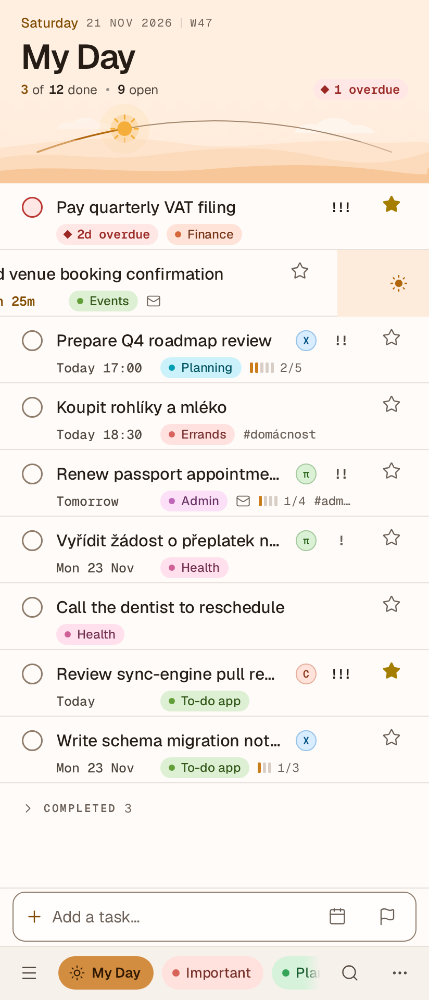 Saturday 21 NOV 2026 | W47
My Day
3 of 12 done • 9 open
1 overdue
Pay quarterly VAT filing !!!
2d overdue Finance
venue booking confirmation
25m Events
Prepare Q4 roadmap review X !!
Today 17:00 Planning 2/5
Koupit rohlíky a mléko
Today 18:30 Errands #domácnost
Renew passport appointme… π !!
Tomorrow Admin 1/4 #adm…
Vyřídit žádost o přeplatek n… π !
Mon 23 Nov Health
Call the dentist to reschedule
Health
Review sync-engine pull re… C !!!
Today To-do app
Write schema migration not… X
Mon 23 Nov To-do app 1/3
COMPLETED 3
Add a task…
My Day Important